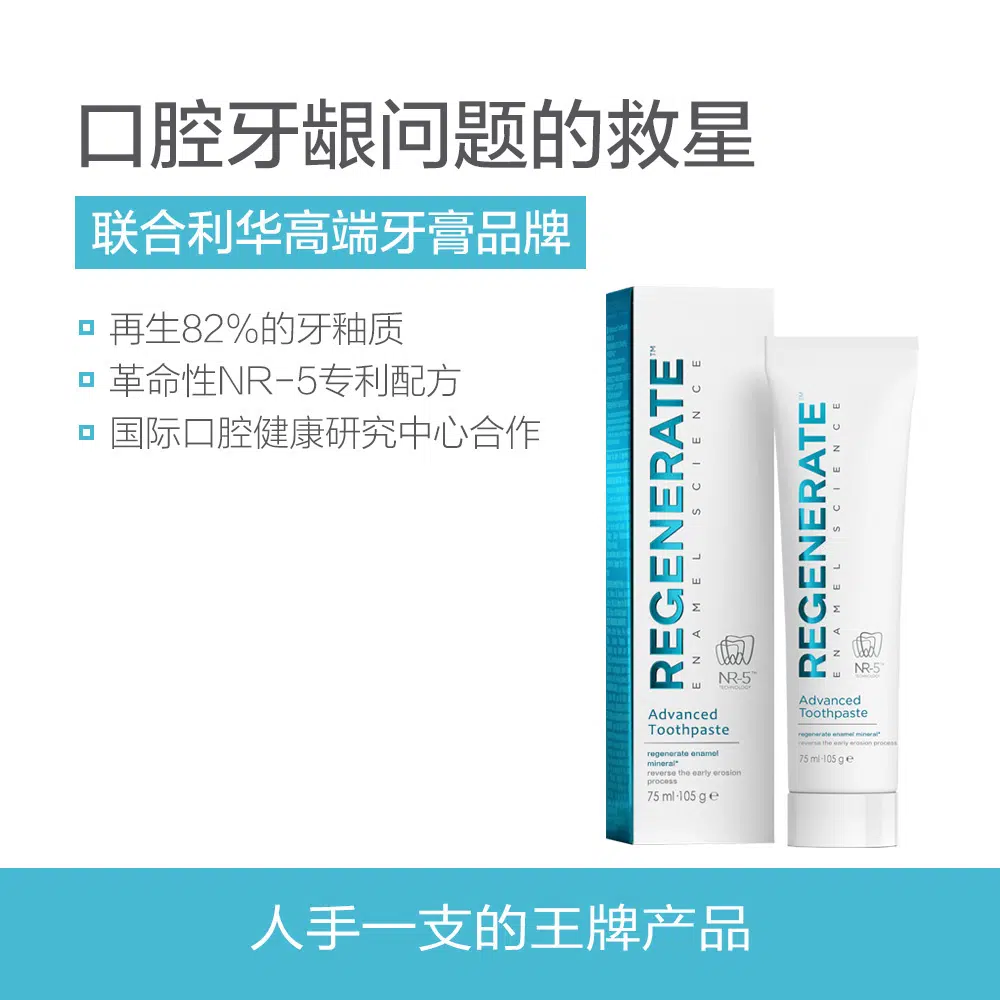 口腔牙龈问题的救星
联合利华高端牙膏品牌
再生82%的牙釉质
革命性NR-5专利配方
国际口腔健康研究中心合作
REGENERATE™
ENAMEL SCIENCE
NR-5™
TECHNOLOGY
Advanced
Toothpaste
regenerate enamel
mineral*
reverse the early erosion
process
75 ml·105 g e
REGENERATE™
ENAMEL SCIENCE
NR-5™
TECHNOLOGY
Advanced
Toothpaste
regenerate enamel mineral*
reverse the early erosion process
75 ml·105 g e
人手一支的王牌产品